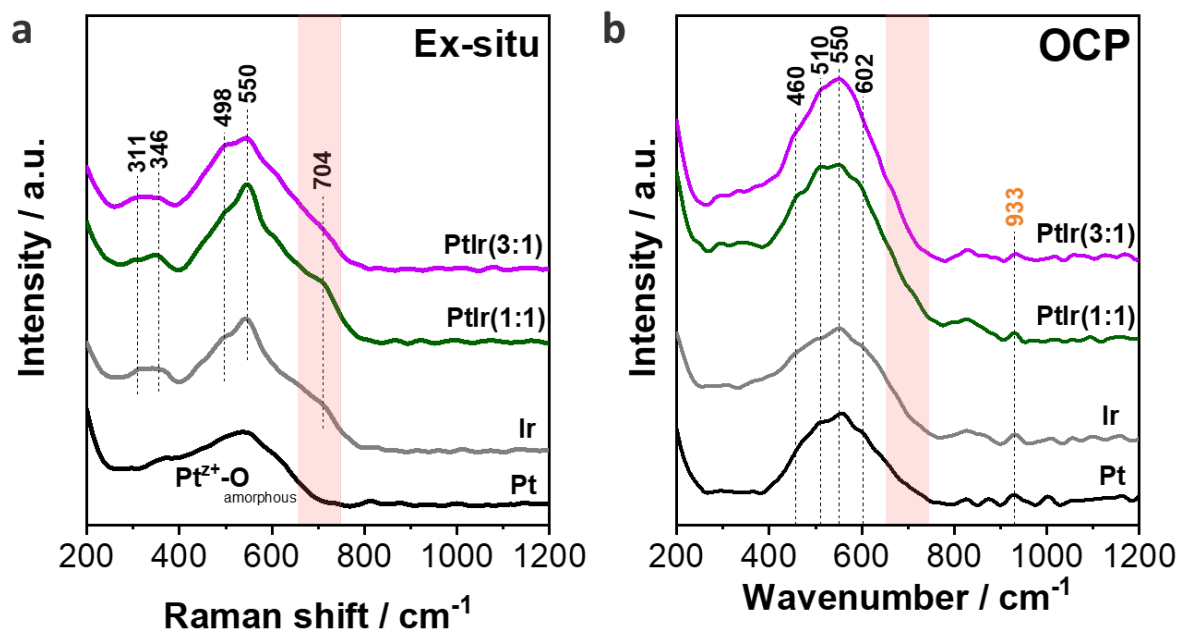 a
Ex-situ
311
346
498
550
704
PtIr(3:1)
PtIr(1:1)
Ir
Pt
Ptᶻ⁺-O
amorphous
Intensity / a.u.
200 400 600 800 1000 1200
Raman shift / cm⁻¹
b
OCP
460
510
550
602
933
PtIr(3:1)
PtIr(1:1)
Ir
Pt
Intensity / a.u.
200 400 600 800 1000 1200
Wavenumber / cm⁻¹